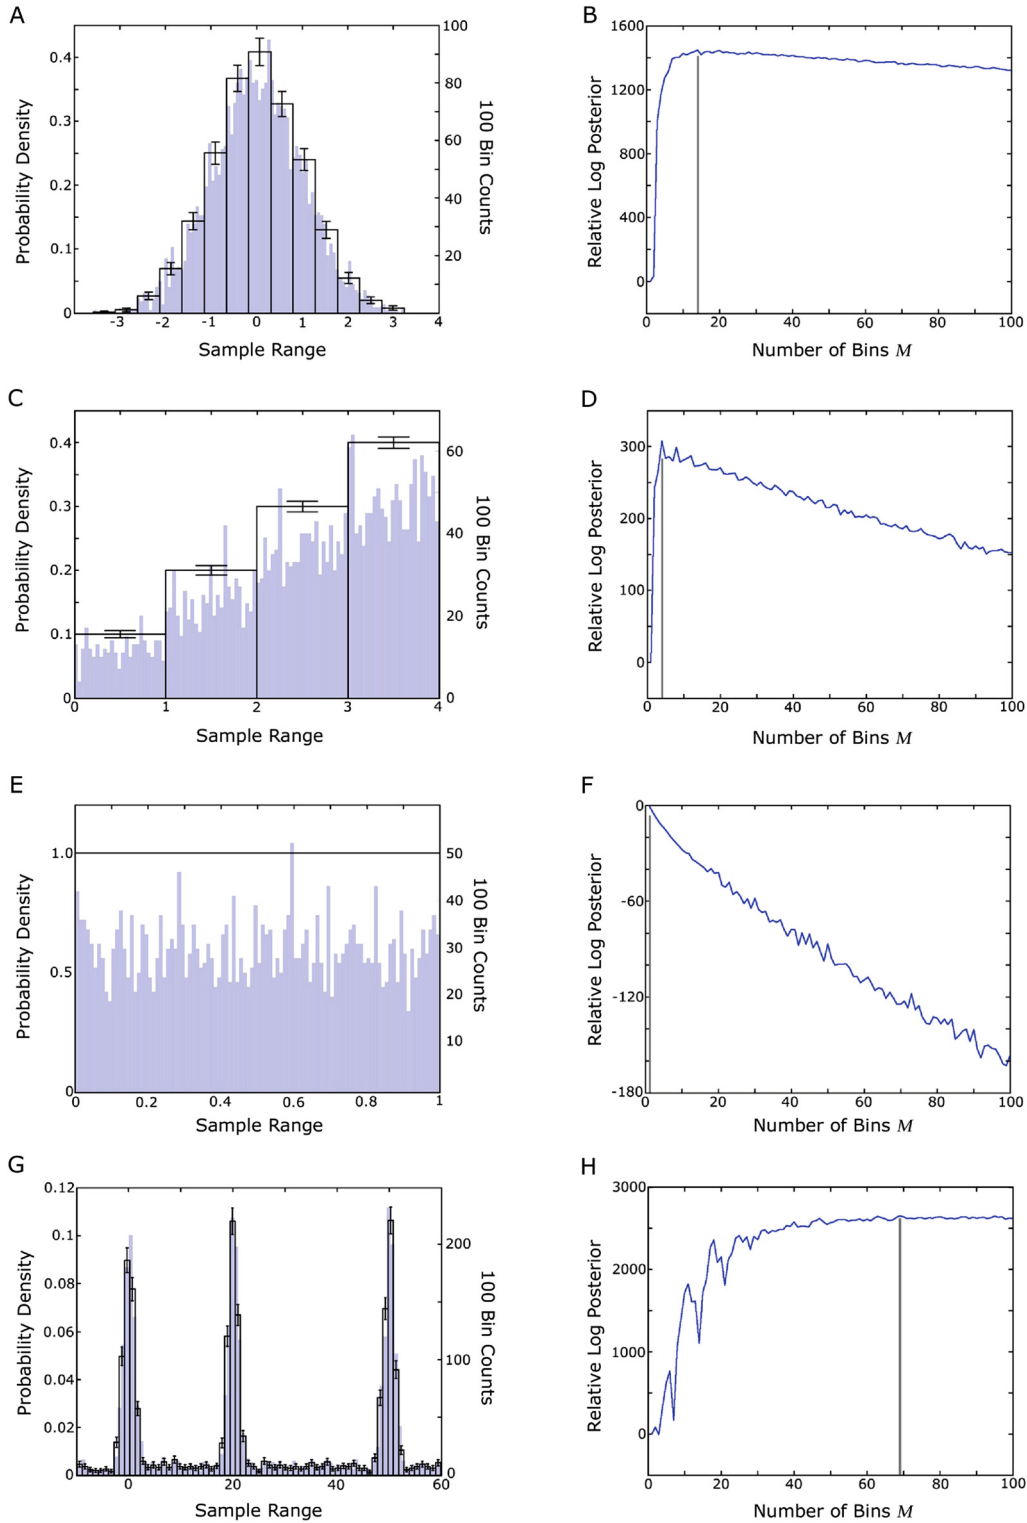 A
100
0.4
80
0.3
60
0.2
40
0.1
20
0
-3 -2 -1 0 1 2 3 4
Sample Range
Probability Density
100 Bin Counts
B
1600
1200
800
400
0
0 20 40 60 80 100
Number of Bins M
Relative Log Posterior
C
0.4
60
0.3
40
0.2
20
0.1
0
0
0 1 2 3 4
Sample Range
Probability Density
100 Bin Counts
D
300
200
100
0
0 20 40 60 80 100
Number of Bins M
Relative Log Posterior
E
1.0
50
40
30
0.5
20
10
0
0 0.2 0.4 0.6 0.8 1
Sample Range
Probability Density
100 Bin Counts
F
0
-60
-120
-180
0 20 40 60 80 100
Number of Bins M
Relative Log Posterior
G
0.12
0.1
200
0.08
0.06
100
0.04
0.02
0
0
0 20 40 60
Sample Range
Probability Density
100 Bin Counts
H
3000
2000
1000
0
0 20 40 60 80 100
Number of Bins M
Relative Log Posterior